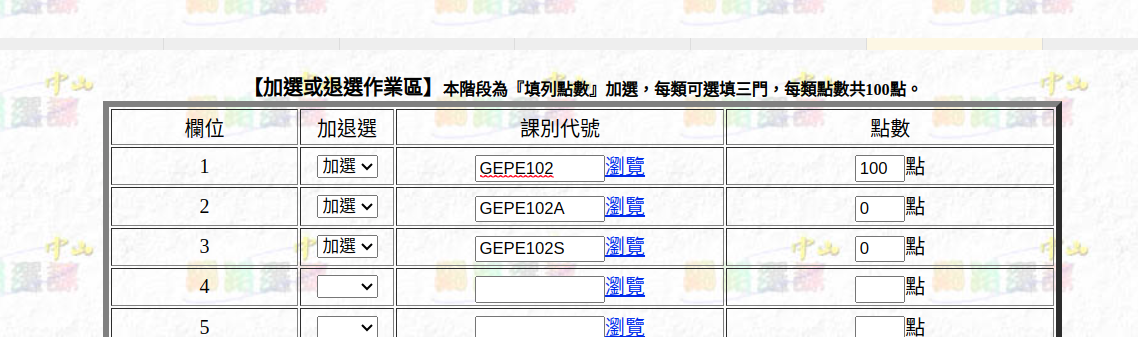 【加選或退選作業區】本階段為『填列點數』加選，每類可選填三門，每類點數共100點。
欄位 加退選 課別代號 點數
1 加選 GEPE102 瀏覽 100 點
2 加選 GEPE102A 瀏覽 0 點
3 加選 GEPE102S 瀏覽 0 點
4 瀏覽 點
5 瀏覽 點